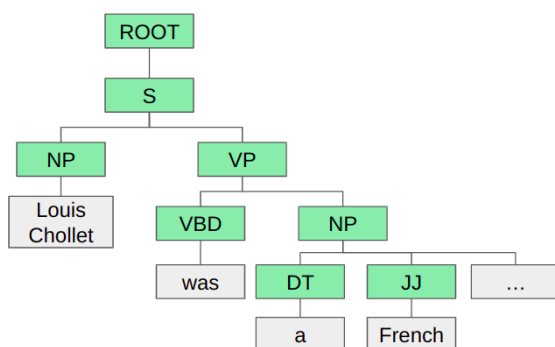 ROOT
S
NP
VP
Louis
Chollet
VBD
NP
was
DT
JJ
...
a
French